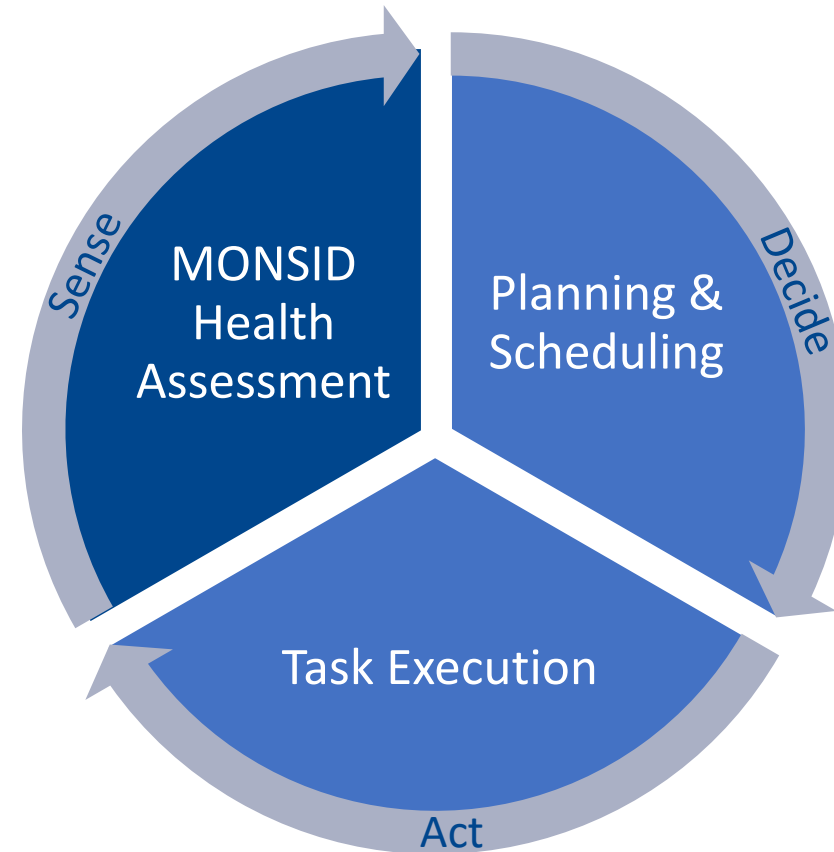 Sense
MONSID
Health
Assessment
Planning &
Scheduling
Decide
Task Execution
Act